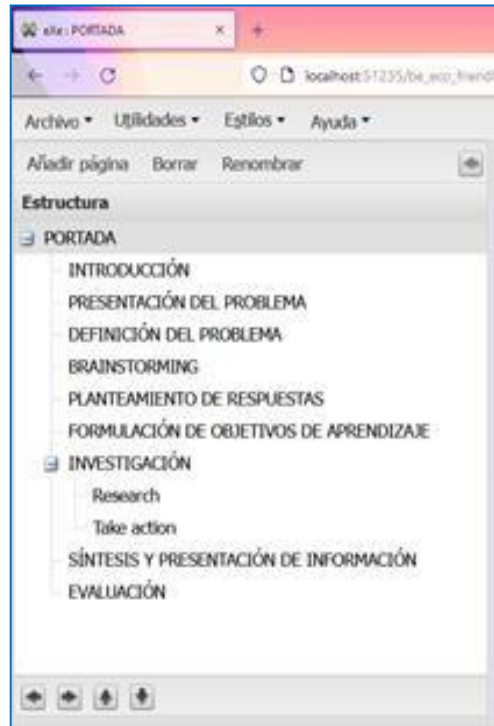 eXe : PORTADA
localhost:51235/be_eco_friendl
Archivo Utilidades Estilos Ayuda
Añadir página Borrar Renombrar
Estructura
PORTADA
INTRODUCCIÓN
PRESENTACIÓN DEL PROBLEMA
DEFINICIÓN DEL PROBLEMA
BRAINSTORMING
PLANTEAMIENTO DE RESPUESTAS
FORMULACIÓN DE OBJETIVOS DE APRENDIZAJE
INVESTIGACIÓN
Research
Take action
SÍNTESIS Y PRESENTACIÓN DE INFORMACIÓN
EVALUACIÓN